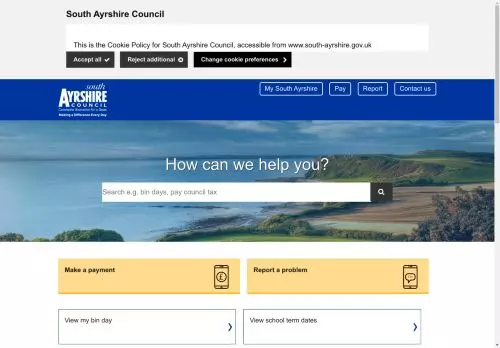 South Ayrshire Council
This is the Cookie Policy for South Ayrshire Council, accessible from www.south-ayrshire.gov.uk
Accept all
Reject additional
Change cookie preferences
south
AYRSHIRE
COUNCIL
Making a Difference Every Day
My South Ayrshire
Pay
Report
Contact us
How can we help you?
Search e.g. bin days, pay council tax.
Make a payment
Report a problem
View my bin day
View school term dates